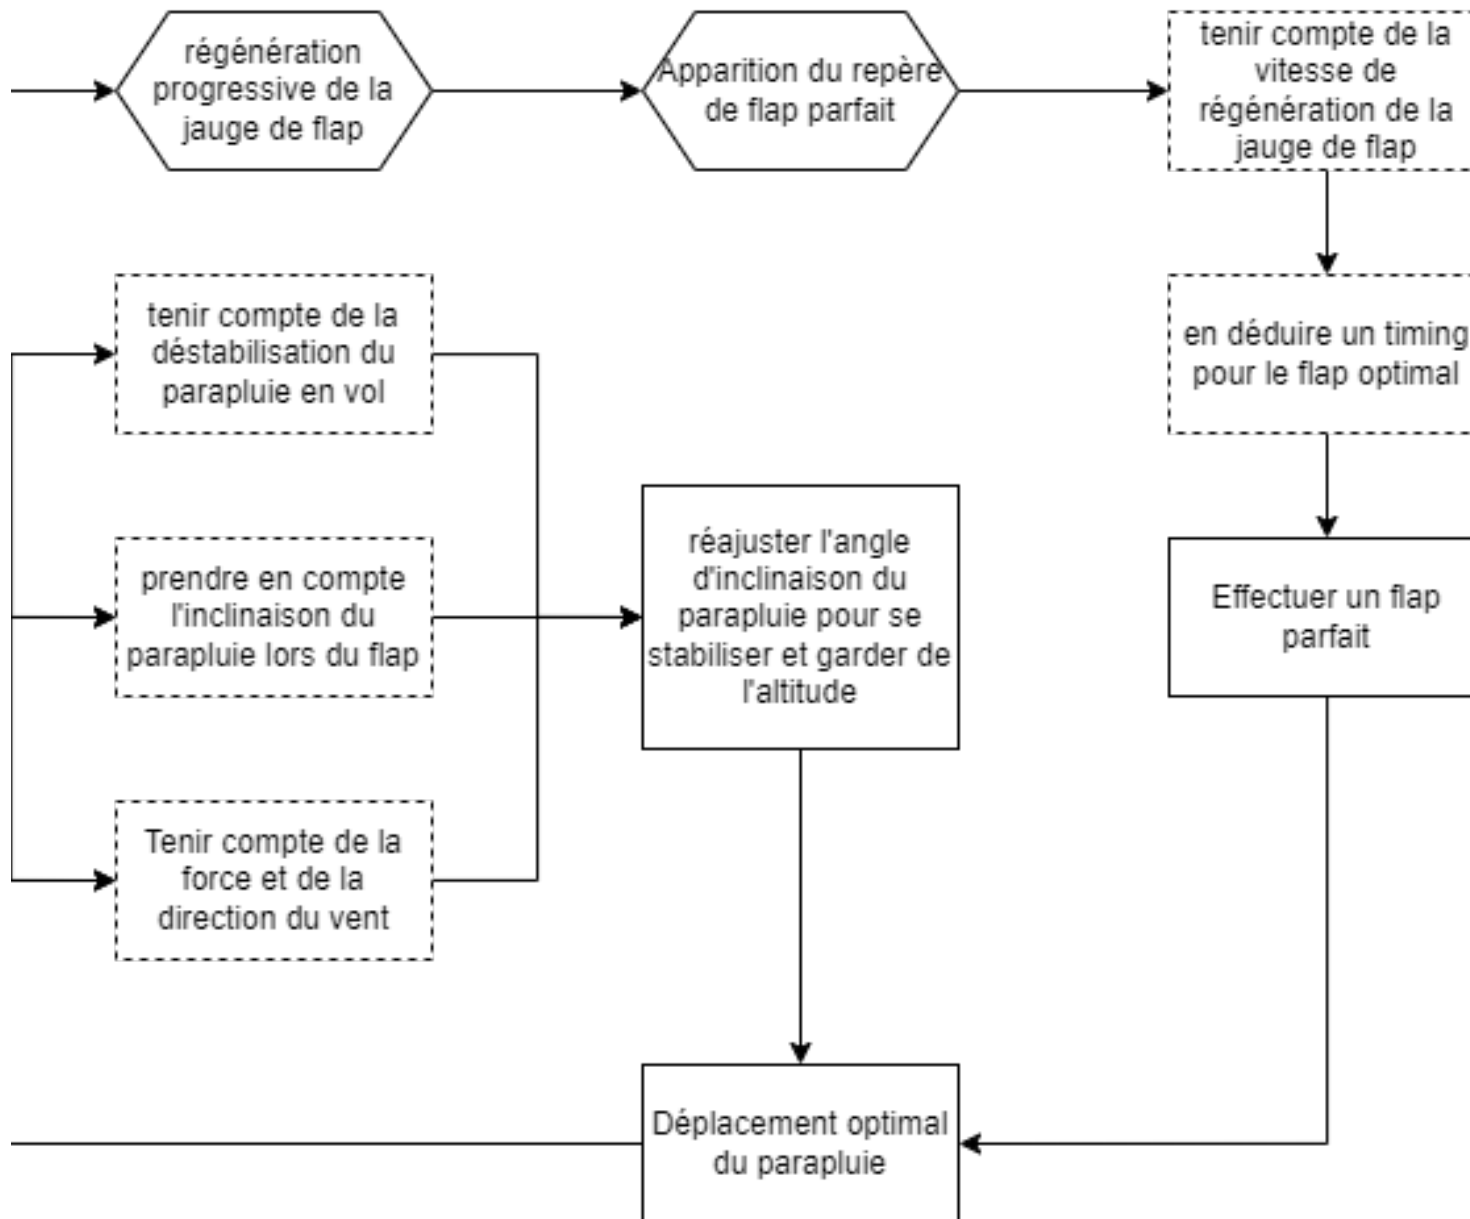 régénération
progressive de la
jauge de flap
Apparition du repère
de flap parfait
tenir compte de la
vitesse de
régénération de la
jauge de flap
tenir compte de la
déstabilisation du
parapluie en vol
en déduire un timing
pour le flap optimal
prendre en compte
l'inclinaison du
parapluie lors du flap
réajuster l'angle
d'inclinaison du
parapluie pour se
stabiliser et garder de
l'altitude
Effectuer un flap
parfait
Tenir compte de la
force et de la
direction du vent
Déplacement optimal
du parapluie